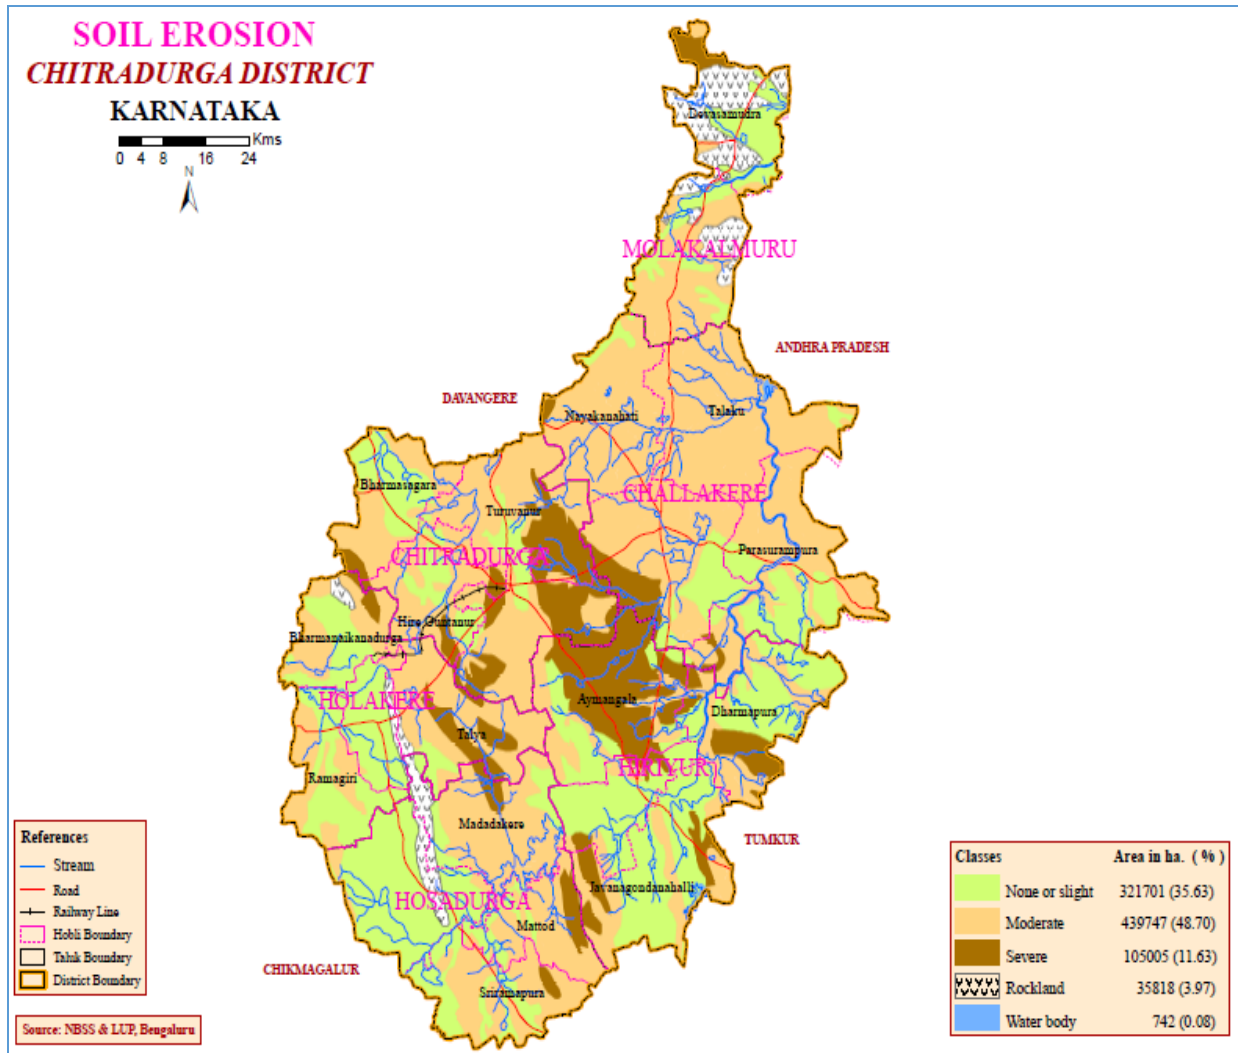 SOIL EROSION
CHITRADURGA DISTRICT
KARNATAKA
Kms
0 4 8 16 24
N
Devasamudra
MOLAKALMURU
ANDHRA PRADESH
DAVANGERE
Nayakanahati
Talaku
Bharmasagara
CHALLAKERE
Turuvanur
CHITRADURGA
Parasurampura
Hire Guntanur
Bharmanaikanadurga
HOLAKERE
Aymangala
Dharmapura
Talya
HIRIYUR
Ramagiri
Madadakere
TUMKUR
Javanagondanahalli
HOSADURGA
Mattod
CHIKMAGALUR
Srirampura
References
Stream
Road
Railway Line
Hobli Boundary
Taluk Boundary
District Boundary
Source: NBSS & LUP, Bengaluru
Classes Area in ha. ( % )
None or slight 321701 (35.63)
Moderate 439747 (48.70)
Severe 105005 (11.63)
Rockland 35818 (3.97)
Water body 742 (0.08)